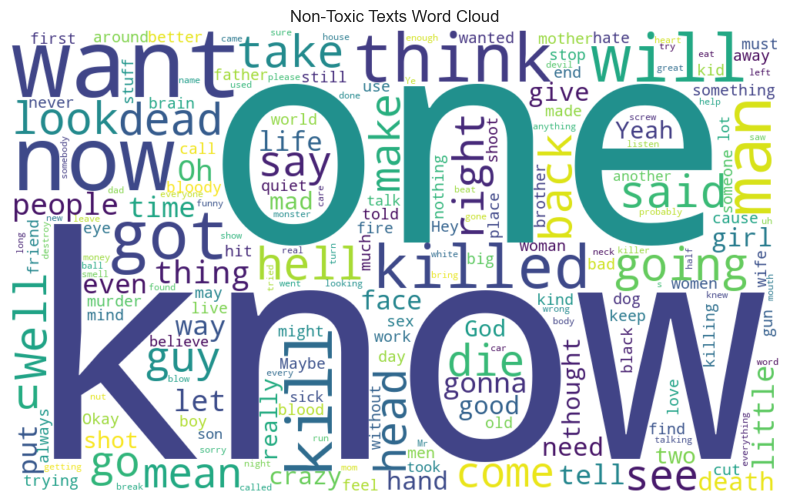 Non-Toxic Texts Word Cloud
first around better take think wanted hate will must
want stuff father still mother stop end kid away
never brain use give made something
look dead world life make Yeah
now call Oh say right shoot back said man
somebody bloody quiet mad talk nothing place brother another someone lot
people time told fire Hey woman cause girl
got hit much big bad going
friend eye thing hell killed wife
even murder may live face kind women dog gun
Well mind way believe sex work God keep black killing
guy might Maybe day die gonna thought love little
let sick good need find
put Okay boy blood head old two
always shot son really kill without men come tell see cut death
trying go mean crazy feel hand took
one
know
came used name please house done sure enough devil Ye try eat heart great left help saw
anything screw listen probably uh
dad everyone funny care monster beat gone
long new leave destroy money ball smell show real found went turn tried looking white bring neck killer half knew mouth
wrong body car word everything talking
nut blow every sorry run night mom called Mr getting break